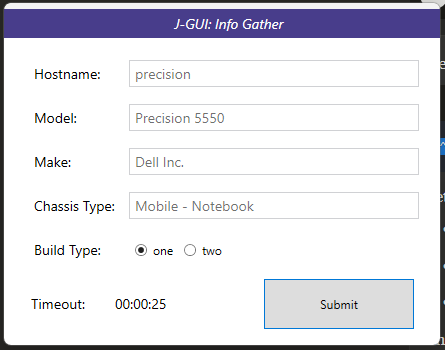 J-GUI: Info Gather
Hostname: precision
Model: Precision 5550
Make: Dell Inc.
Chassis Type: Mobile - Notebook
Build Type: one two
Timeout: 00:00:25 Submit